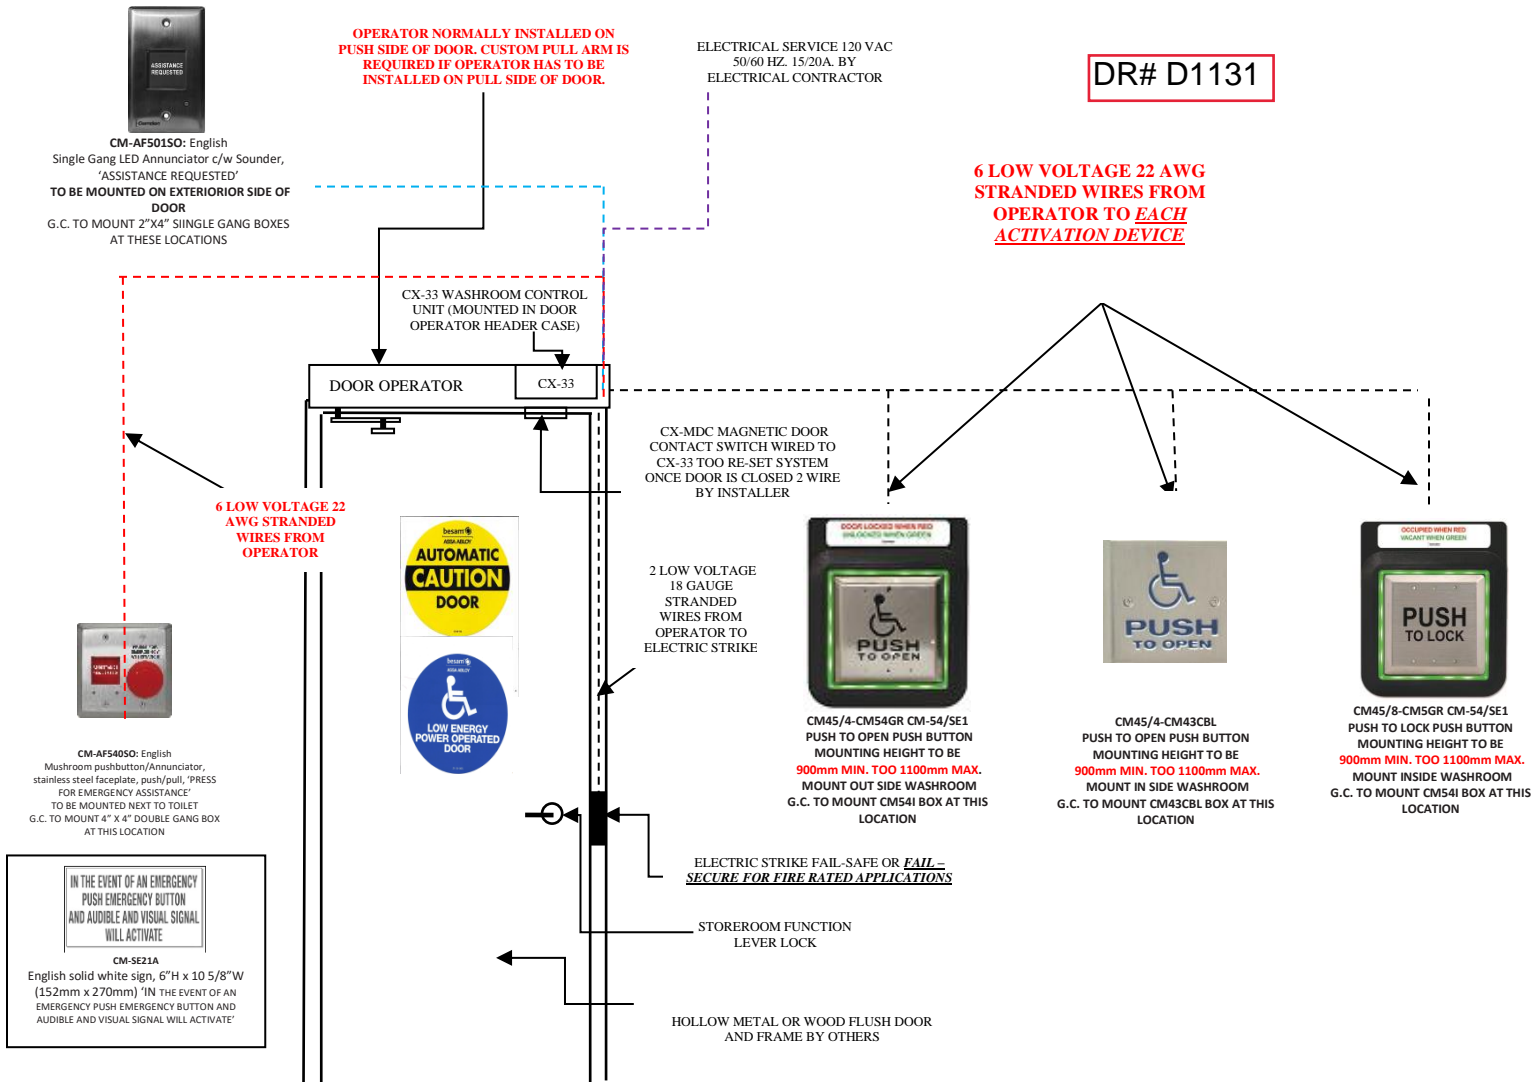 ASSISTANCE
REQUESTED
CM-AF501SO: English
Single Gang LED Annunciator c/w Sounder,
‘ASSISTANCE REQUESTED’
TO BE MOUNTED ON EXTERIORIOR SIDE OF
DOOR
G.C. TO MOUNT 2”X4” SIINGLE GANG BOXES
AT THESE LOCATIONS
OPERATOR NORMALLY INSTALLED ON
PUSH SIDE OF DOOR. CUSTOM PULL ARM IS
REQUIRED IF OPERATOR HAS TO BE
INSTALLED ON PULL SIDE OF DOOR.
ELECTRICAL SERVICE 120 VAC
50/60 HZ. 15/20A. BY
ELECTRICAL CONTRACTOR
DR# D1131
6 LOW VOLTAGE 22 AWG
STRANDED WIRES FROM
OPERATOR TO EACH
ACTIVATION DEVICE
CX-33 WASHROOM CONTROL
UNIT (MOUNTED IN DOOR
OPERATOR HEADER CASE)
DOOR OPERATOR
CX-33
CX-MDC MAGNETIC DOOR
CONTACT SWITCH WIRED TO
CX-33 TOO RE-SET SYSTEM
ONCE DOOR IS CLOSED 2 WIRE
BY INSTALLER
6 LOW VOLTAGE 22
AWG STRANDED
WIRES FROM
OPERATOR
besam
ASSA ABLOY
AUTOMATIC
CAUTION
DOOR
besam
ASSA ABLOY
LOW ENERGY
POWER OPERATED
DOOR
2 LOW VOLTAGE
18 GAUGE
STRANDED
WIRES FROM
OPERATOR TO
ELECTRIC STRIKE
DOOR LOCKED WHEN RED
UNLOCKED WHEN GREEN
PUSH
TO OPEN
CM45/4-CM54GR CM-54/SE1
PUSH TO OPEN PUSH BUTTON
MOUNTING HEIGHT TO BE
900mm MIN. TOO 1100mm MAX.
MOUNT OUT SIDE WASHROOM
G.C. TO MOUNT CM54I BOX AT THIS
LOCATION
PUSH
TO OPEN
CM45/4-CM43CBL
PUSH TO OPEN PUSH BUTTON
MOUNTING HEIGHT TO BE
900mm MIN. TOO 1100mm MAX.
MOUNT IN SIDE WASHROOM
G.C. TO MOUNT CM43CBL BOX AT THIS
LOCATION
OCCUPIED WHEN RED
VACANT WHEN GREEN
PUSH
TO LOCK
CM45/8-CM5GR CM-54/SE1
PUSH TO LOCK PUSH BUTTON
MOUNTING HEIGHT TO BE
900mm MIN. TOO 1100mm MAX.
MOUNT INSIDE WASHROOM
G.C. TO MOUNT CM54I BOX AT THIS
LOCATION
CM-AF540SO: English
Mushroom pushbutton/Annunciator,
stainless steel faceplate, push/pull, ‘PRESS
FOR EMERGENCY ASSISTANCE’
TO BE MOUNTED NEXT TO TOILET
G.C. TO MOUNT 4” X 4” DOUBLE GANG BOX
AT THIS LOCATION
IN THE EVENT OF AN EMERGENCY
PUSH EMERGENCY BUTTON
AND AUDIBLE AND VISUAL SIGNAL
WILL ACTIVATE
CM-SE21A
English solid white sign, 6”H x 10 5/8”W
(152mm x 270mm) ‘IN THE EVENT OF AN
EMERGENCY PUSH EMERGENCY BUTTON AND
AUDIBLE AND VISUAL SIGNAL WILL ACTIVATE’
ELECTRIC STRIKE FAIL-SAFE OR FAIL –
SECURE FOR FIRE RATED APPLICATIONS
STOREROOM FUNCTION
LEVER LOCK
HOLLOW METAL OR WOOD FLUSH DOOR
AND FRAME BY OTHERS